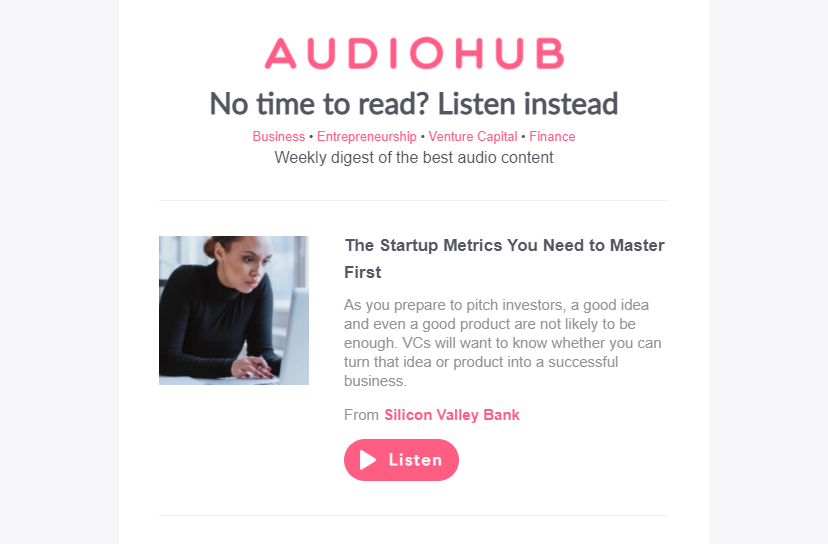 AUDIOHUB
No time to read? Listen instead
Business • Entrepreneurship • Venture Capital • Finance
Weekly digest of the best audio content
The Startup Metrics You Need to Master
First
As you prepare to pitch investors, a good idea
and even a good product are not likely to be
enough. VCs will want to know whether you can
turn that idea or product into a successful
business.
From Silicon Valley Bank
Listen